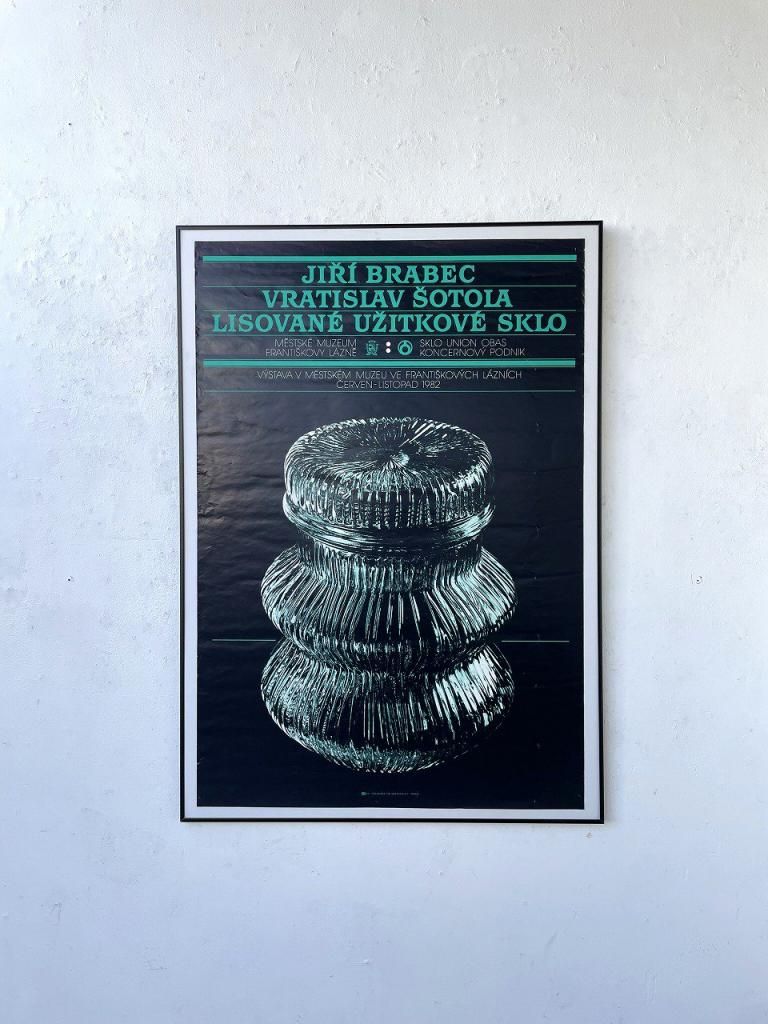 JIŘÍ BRABEC
VRATISLAV ŠOTOLA
LISOVANÉ UŽITKOVÉ SKLO
MĚSTSKÉ MUZEUM
FRANTIŠKOVY LÁZNĚ
SKLO UNION OBAS
KONCERNOVÝ PODNIK
VÝSTAVA V MĚSTSKÉM MUZEU VE FRANTIŠKOVÝCH LÁZNÍCH
ČERVEN-LISTOPAD 1982